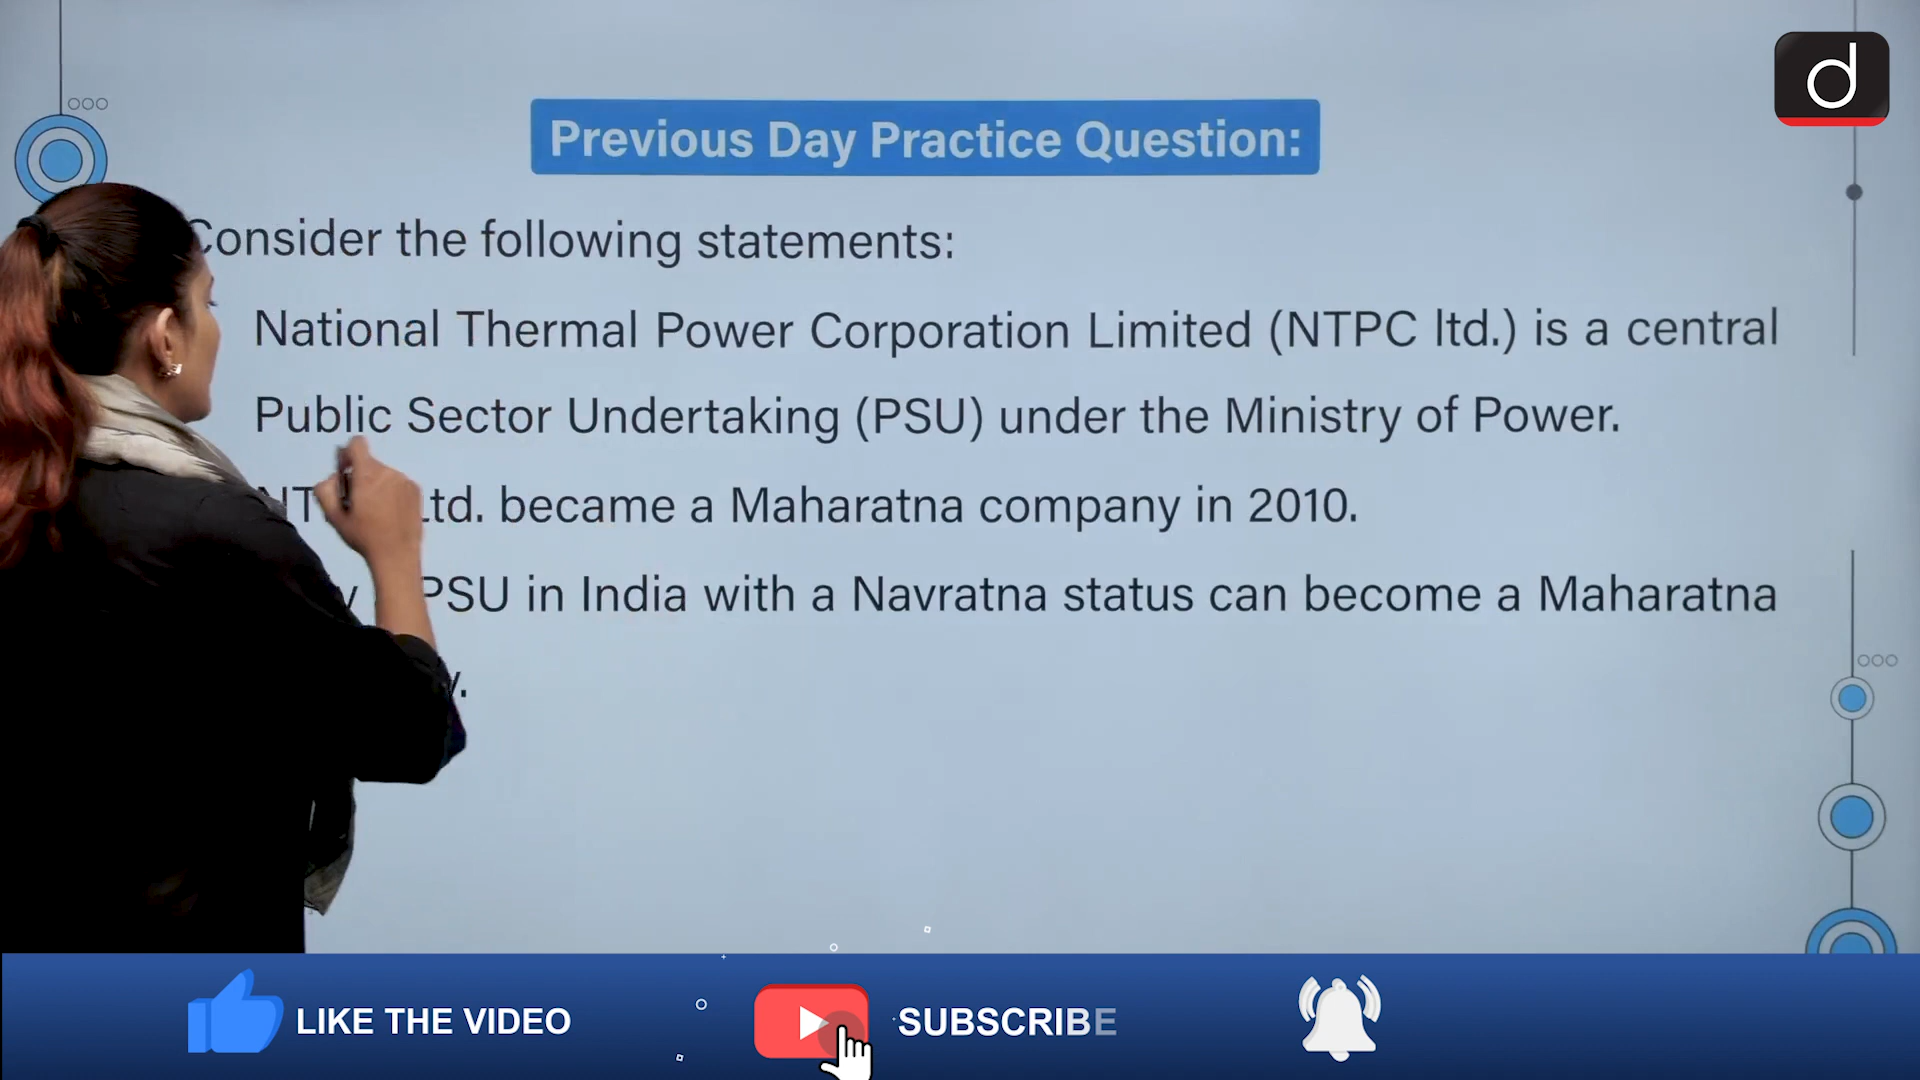 Previous Day Practice Question:
Consider the following statements:
National Thermal Power Corporation Limited (NTPC ltd.) is a central
Public Sector Undertaking (PSU) under the Ministry of Power.
Ltd. became a Maharatna company in 2010.
in India with a Navratna status can become a Maharatna
LIKE THE VIDEO
SUBSCRIBE